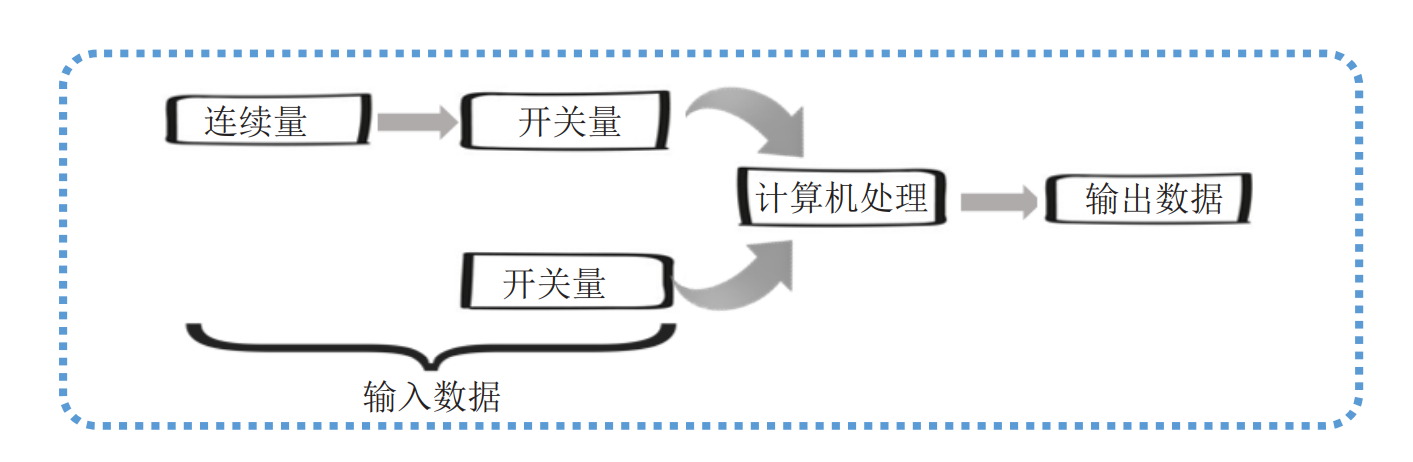 连续量
开关量
计算机处理
输出数据
开关量
输入数据